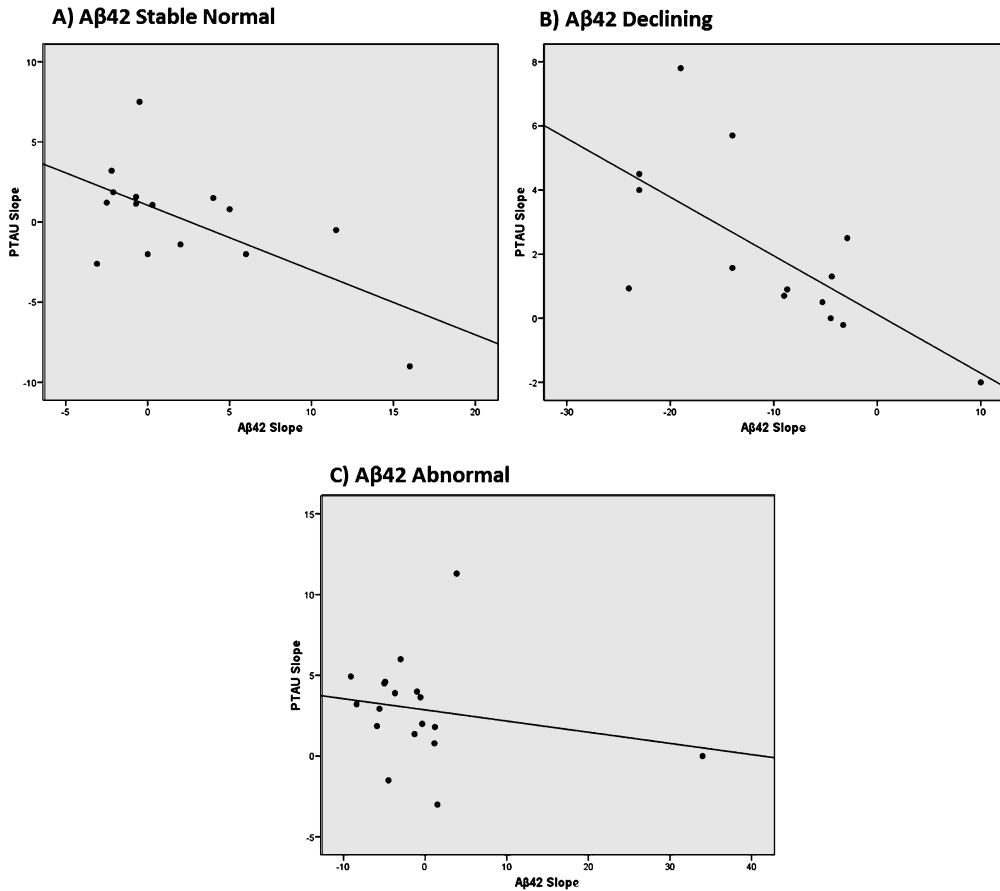 A) Aβ42 Stable Normal
10
5
0
-5
-10
PTAU Slope
-5 0 5 10 15 20
Aβ42 Slope
B) Aβ42 Declining
8
6
4
2
0
-2
PTAU Slope
-30 -20 -10 0 10
Aβ42 Slope
C) Aβ42 Abnormal
15
10
5
0
-5
PTAU Slope
-10 0 10 20 30 40
Aβ42 Slope